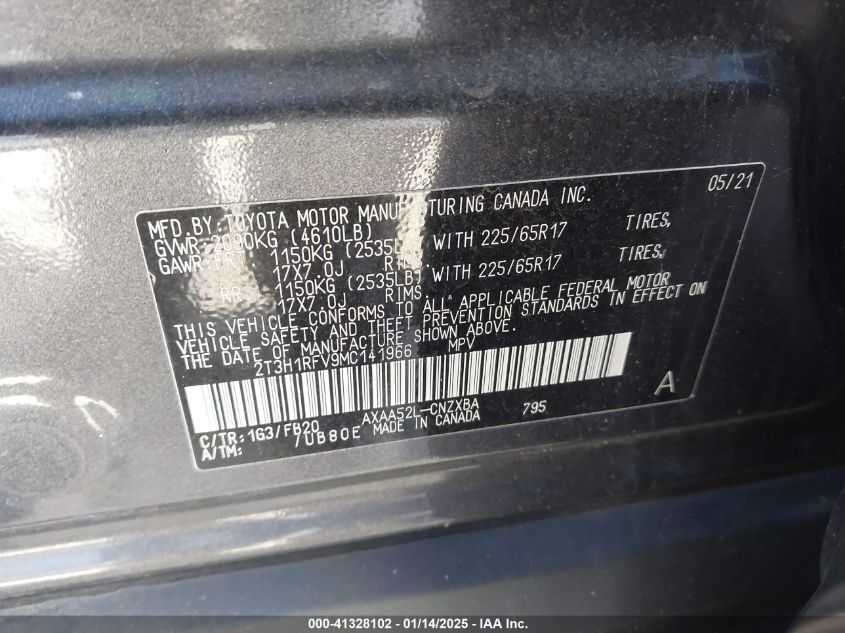 05/21
MFD. BY: TOYOTA MOTOR MANUFACTURING CANADA INC.
GVWR 2090KG (4610LB)
GAWR FRT 1150KG (2535LB) WITH 225/65R17 TIRES,
17X7.0J RIMS
RR 1150KG (2535LB) WITH 225/65R17 TIRES,
17X7.0J RIMS
THIS VEHICLE CONFORMS TO ALL APPLICABLE FEDERAL MOTOR
VEHICLE SAFETY AND THEFT PREVENTION STANDARDS IN EFFECT ON
THE DATE OF MANUFACTURE SHOWN ABOVE.
2T3H1RFV9MC141966 MPV
A
C/TR: 1G3/FB20 AXAA52L-CNZXBA 795
A/TM: /UB80E MADE IN CANADA
000-41328102 - 01/14/2025 - IAA Inc.